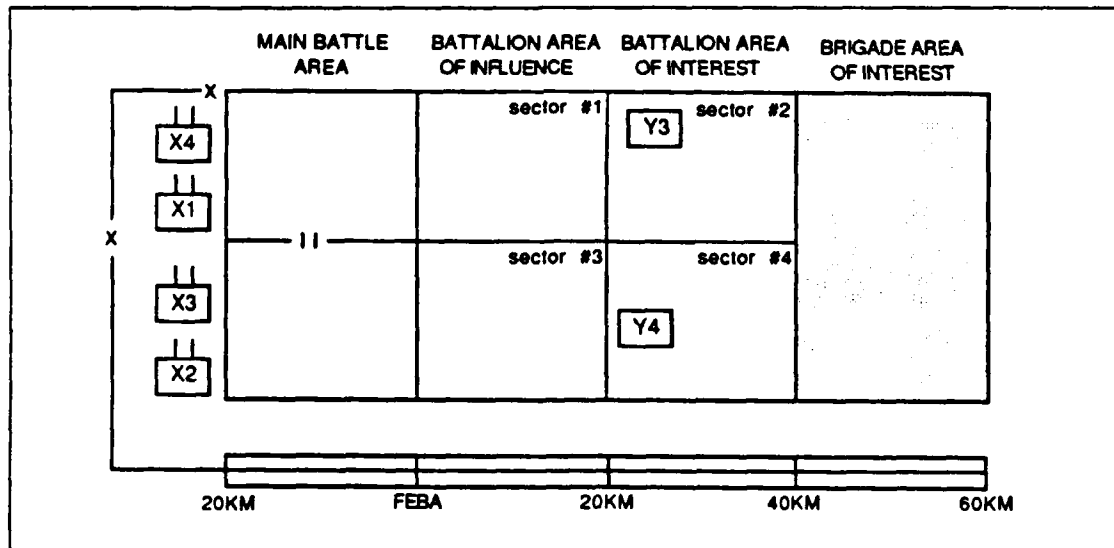 MAIN BATTLE AREA
BATTALION AREA OF INFLUENCE
BATTALION AREA OF INTEREST
BRIGADE AREA OF INTEREST
X
sector #1
sector #2
X4
Y3
X1
X
I I
sector #3
sector #4
X3
Y4
X2
20KM
FEBA
20KM
40KM
60KM